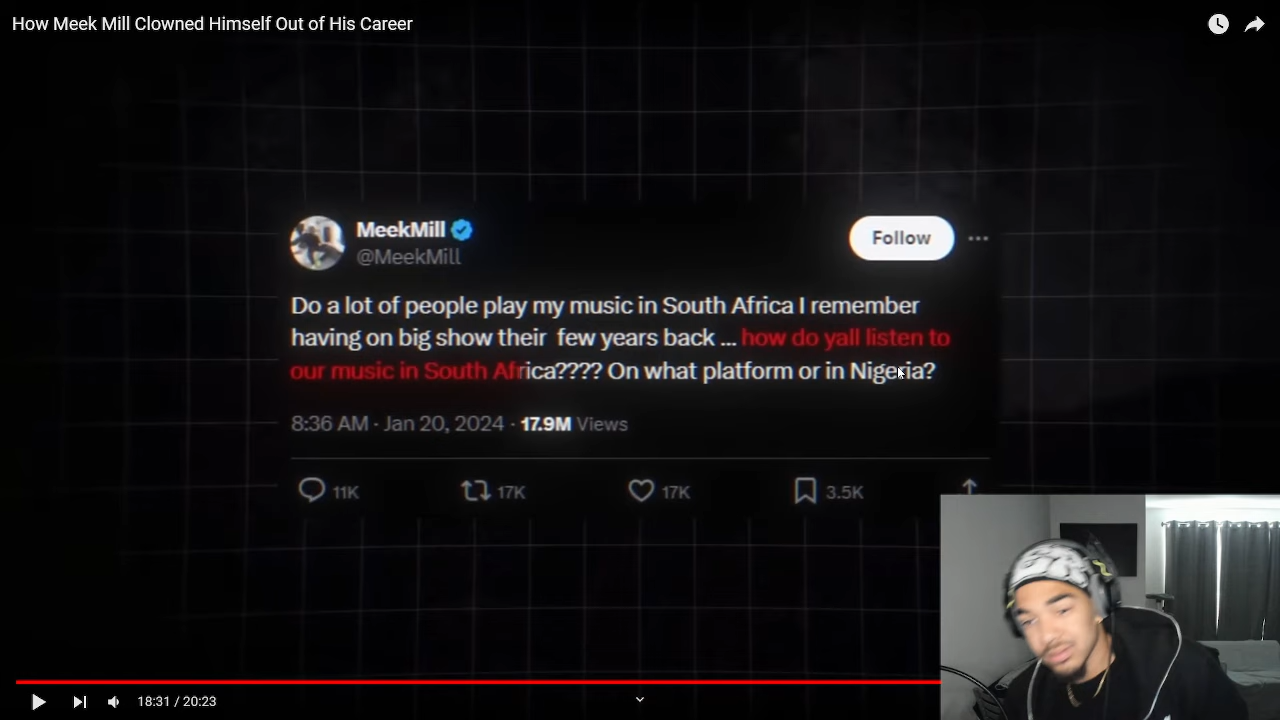 How Meek Mill Clowned Himself Out of His Career
MeekMill
@MeekMill
Follow
Do a lot of people play my music in South Africa I remember
having on big show their few years back ... how do yall listen to
our music in South Africa???? On what platform or in Nigeria?
8:36 AM · Jan 20, 2024 · 17.9M Views
11K 17K 17K 3.5K
18:31 / 20:23